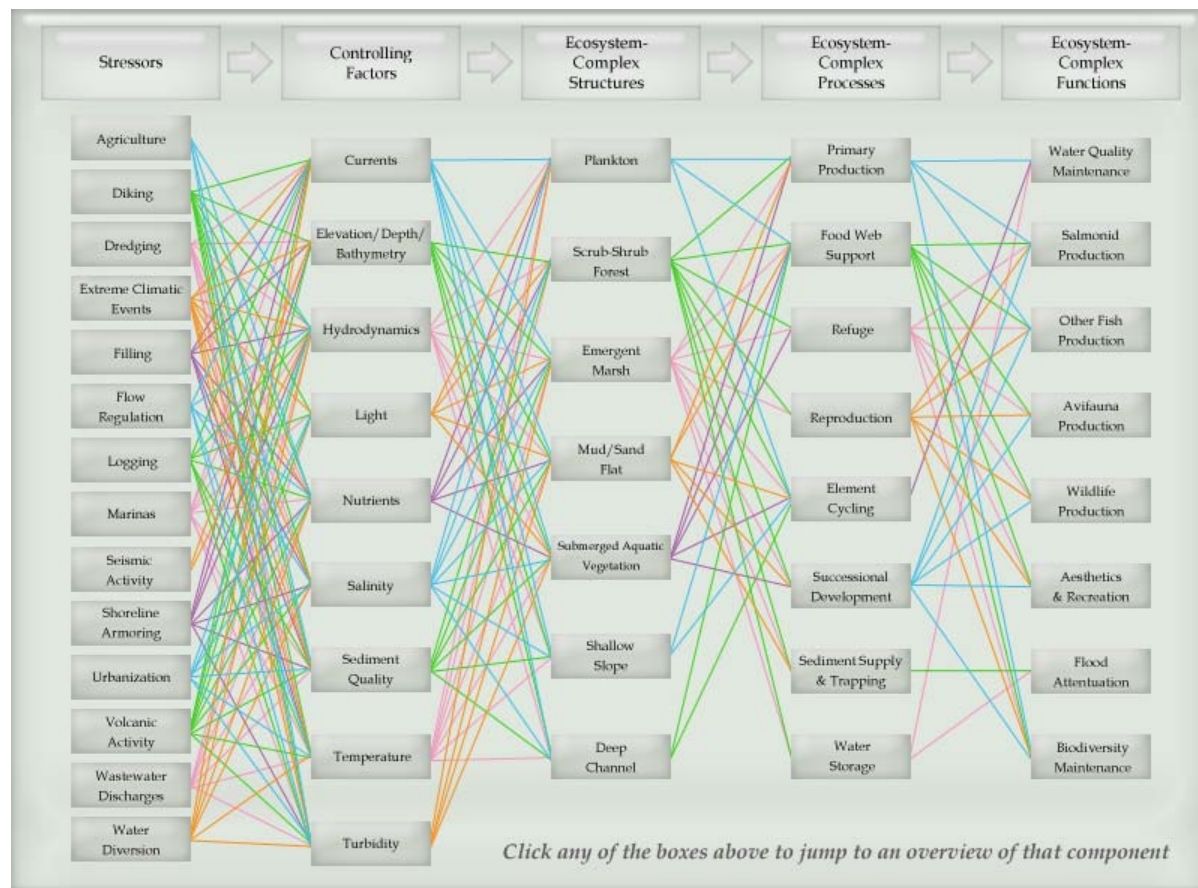 Stressors
Controlling
Factors
Ecosystem-
Complex
Structures
Ecosystem-
Complex
Processes
Ecosystem-
Complex
Functions
Agriculture
Diking
Dredging
Extreme Climatic
Events
Filling
Flow
Regulation
Logging
Marinas
Seismic
Activity
Shoreline
Armoring
Urbanization
Volcanic
Activity
Wastewater
Discharges
Water
Diversion
Currents
Elevation/Depth/
Bathymetry
Hydrodynamics
Light
Nutrients
Salinity
Sediment
Quality
Temperature
Turbidity
Plankton
Scrub-Shrub
Forest
Emergent
Marsh
Mud/Sand
Flat
Submerged Aquatic
Vegetation
Shallow
Slope
Deep
Channel
Primary
Production
Food Web
Support
Refuge
Reproduction
Element
Cycling
Successional
Development
Sediment Supply
& Trapping
Water
Storage
Water Quality
Maintenance
Salmonid
Production
Other Fish
Production
Avifauna
Production
Wildlife
Production
Aesthetics
& Recreation
Flood
Attentuation
Biodiversity
Maintenance
Click any of the boxes above to jump to an overview of that component